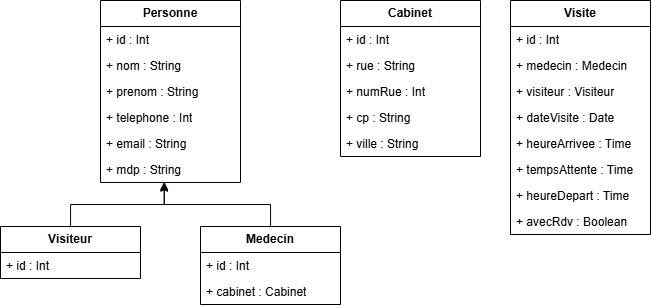 Personne
+ id : Int
+ nom : String
+ prenom : String
+ telephone : Int
+ email : String
+ mdp : String
Cabinet
+ id : Int
+ rue : String
+ numRue : Int
+ cp : String
+ ville : String
Visite
+ id : Int
+ medecin : Medecin
+ visiteur : Visiteur
+ dateVisite : Date
+ heureArrivee : Time
+ tempsAttente : Time
+ heureDepart : Time
+ avecRdv : Boolean
Visiteur
+ id : Int
Medecin
+ id : Int
+ cabinet : Cabinet